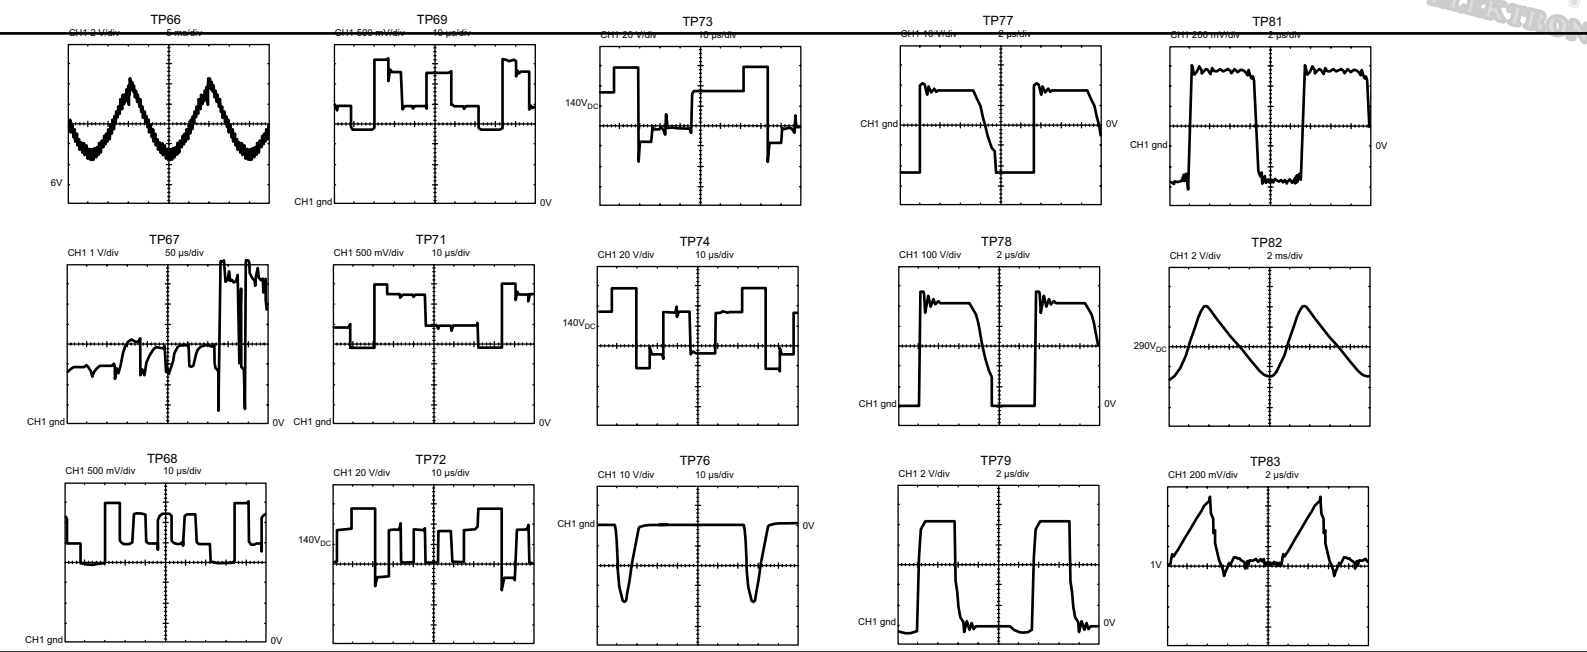 TP66
CH1 2 V/div 5 ms/div
6V
TP69
CH1 500 mV/div 10 µs/div
CH1 gnd 0V
TP73
CH1 20 V/div 10 µs/div
140VDC
TP77
CH1 10 V/div 2 µs/div
CH1 gnd 0V
TP81
CH1 200 mV/div 2 µs/div
CH1 gnd 0V
TP67
CH1 1 V/div 50 µs/div
CH1 gnd 0V
TP71
CH1 500 mV/div 10 µs/div
CH1 gnd 0V
TP74
CH1 20 V/div 10 µs/div
140VDC
TP78
CH1 100 V/div 2 µs/div
CH1 gnd 0V
TP82
CH1 2 V/div 2 ms/div
290VDC
TP68
CH1 500 mV/div 10 µs/div
CH1 gnd 0V
TP72
CH1 20 V/div 10 µs/div
140VDC
TP76
CH1 10 V/div 10 µs/div
CH1 gnd 0V
TP79
CH1 2 V/div 2 µs/div
CH1 gnd 0V
TP83
CH1 200 mV/div 2 µs/div
1V